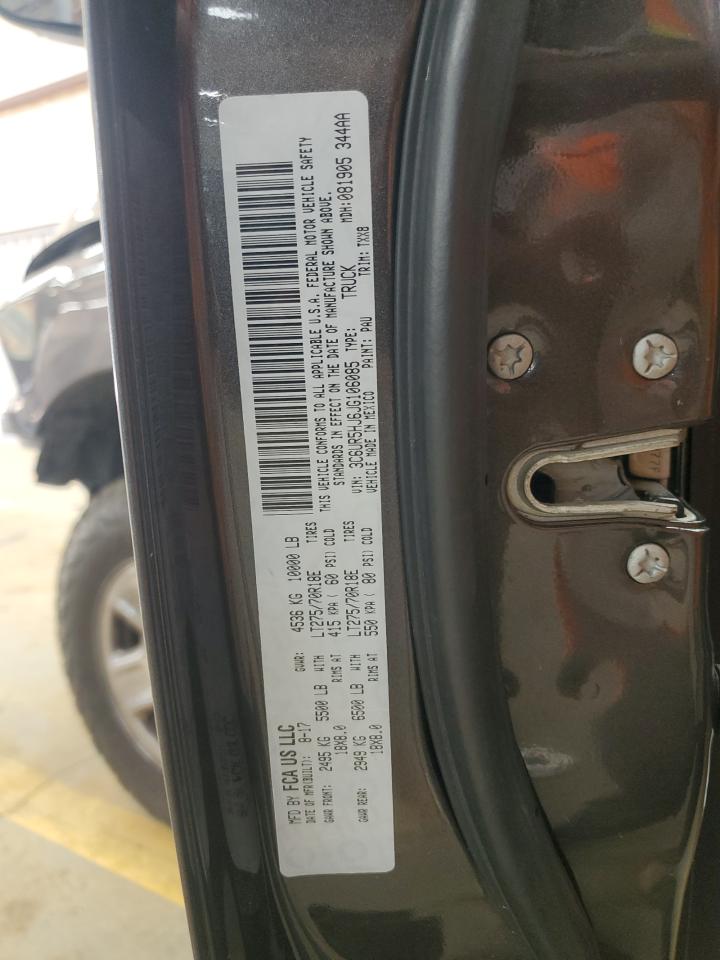 MFD BY FCA US LLC
DATE OF MFR(BUILT): 8-17 GVWR: 4536 KG 10000 LB
GAWR FRONT: 2495 KG 5500 LB WITH LT275/70R18E TIRES
18X8.0 RIMS AT 415 KPA ( 60 PSI) COLD
GAWR REAR: 2949 KG 6500 LB WITH LT275/70R18E TIRES
18X8.0 RIMS AT 550 KPA ( 80 PSI) COLD
THIS VEHICLE CONFORMS TO ALL APPLICABLE U.S.A. FEDERAL MOTOR VEHICLE SAFETY
STANDARDS IN EFFECT ON THE DATE OF MANUFACTURE SHOWN ABOVE.
VIN: 3C6UR5HJ6JG106085 TYPE: TRUCK MDH:081905 344AA
VEHICLE MADE IN MEXICO PAINT: PAU TRIM: TXX8